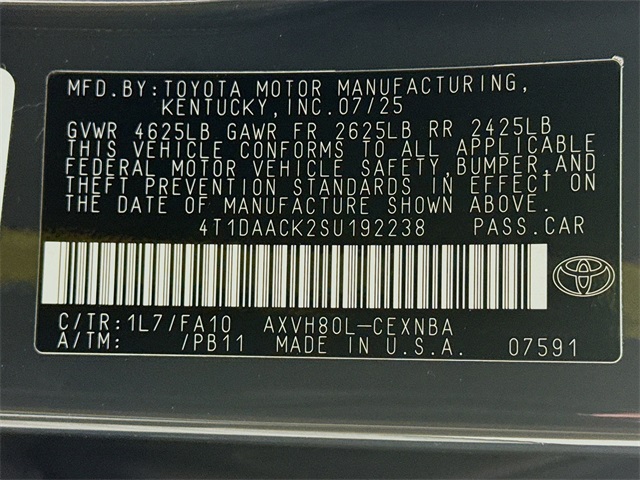 MFD.BY: TOYOTA MOTOR MANUFACTURING,
KENTUCKY,INC.07/25
GVWR 4625LB GAWR FR 2625LB RR 2425LB
THIS VEHICLE CONFORMS TO ALL APPLICABLE
FEDERAL MOTOR VEHICLE SAFETY,BUMPER,AND
THEFT PREVENTION STANDARDS IN EFFECT ON
THE DATE OF MANUFACTURE SHOWN ABOVE.
4T1DAACK2SU192238 PASS.CAR
C/TR:1L7/FA10 AXVH80L-CEXNBA
A/TM: /PB11 MADE IN U.S.A. 07591